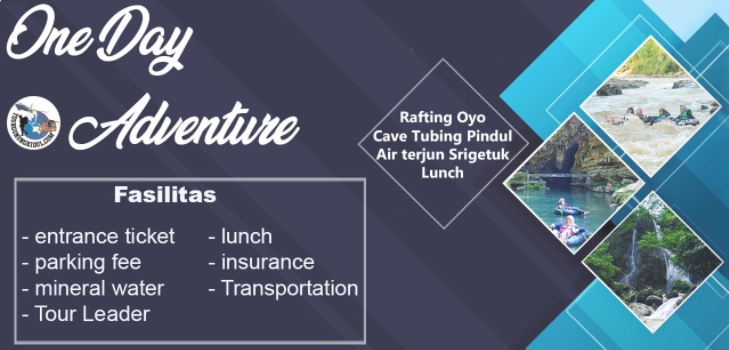 One Day
Adventure
Rafting Oyo
Cave Tubing Pindul
Air terjun Srigetuk
Lunch
Fasilitas
- entrance ticket
- parking fee
- mineral water
- Tour Leader
- lunch
- insurance
- Transportation